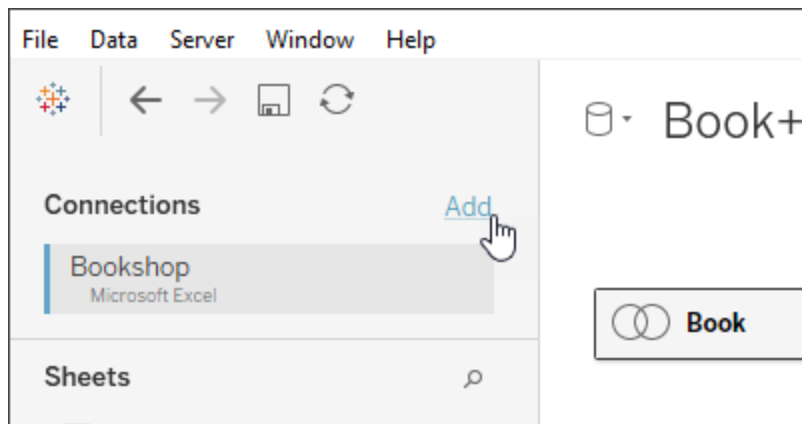 File Data Server Window Help
Book+
Connections Add
Bookshop
Microsoft Excel
Book
Sheets